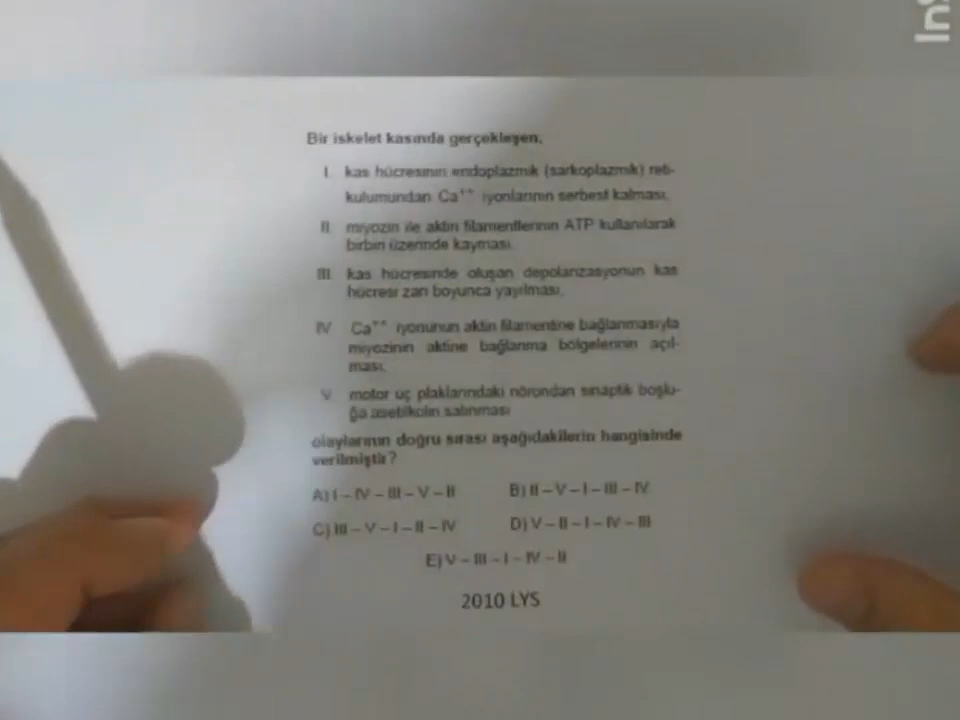 InS
Bir iskelet kasında gerçekleşen,
I. kas hücresinin endoplazmik (sarkoplazmik) reti-
kulumundan Ca++ iyonlarının serbest kalması,
II. miyozin ile aktin filamentlerinin ATP kullanılarak
birbiri üzerinde kayması,
III. kas hücresinde oluşan depolarizasyonun kas
hücresi zarı boyunca yayılması,
IV. Ca++ iyonunun aktin filamentine bağlanmasıyla
miyozinin aktine bağlanma bölgelerinin açıl-
ması,
V. motor uç plaklarındaki nörondan sinaptik boşlu-
ğa asetilkolin salınması
olaylarının doğru sırası aşağıdakilerin hangisinde
verilmiştir?
A) I – IV – III – V – II B) II – V – I – III – IV
C) III – V – I – II – IV D) V – II – I – IV – III
E) V – III – I – IV – II
2010 LYS